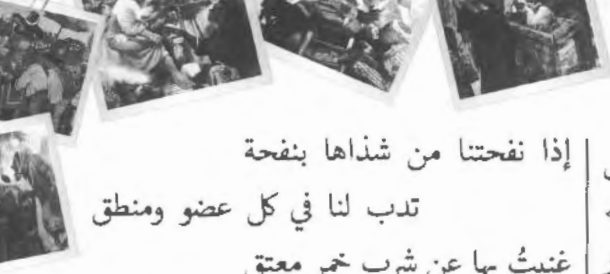 إذا نفحتنا من شذاها بنفحة
تدب لنا في كل عضو ومنطق
غنيتُ بها عن شرب خمر معتق